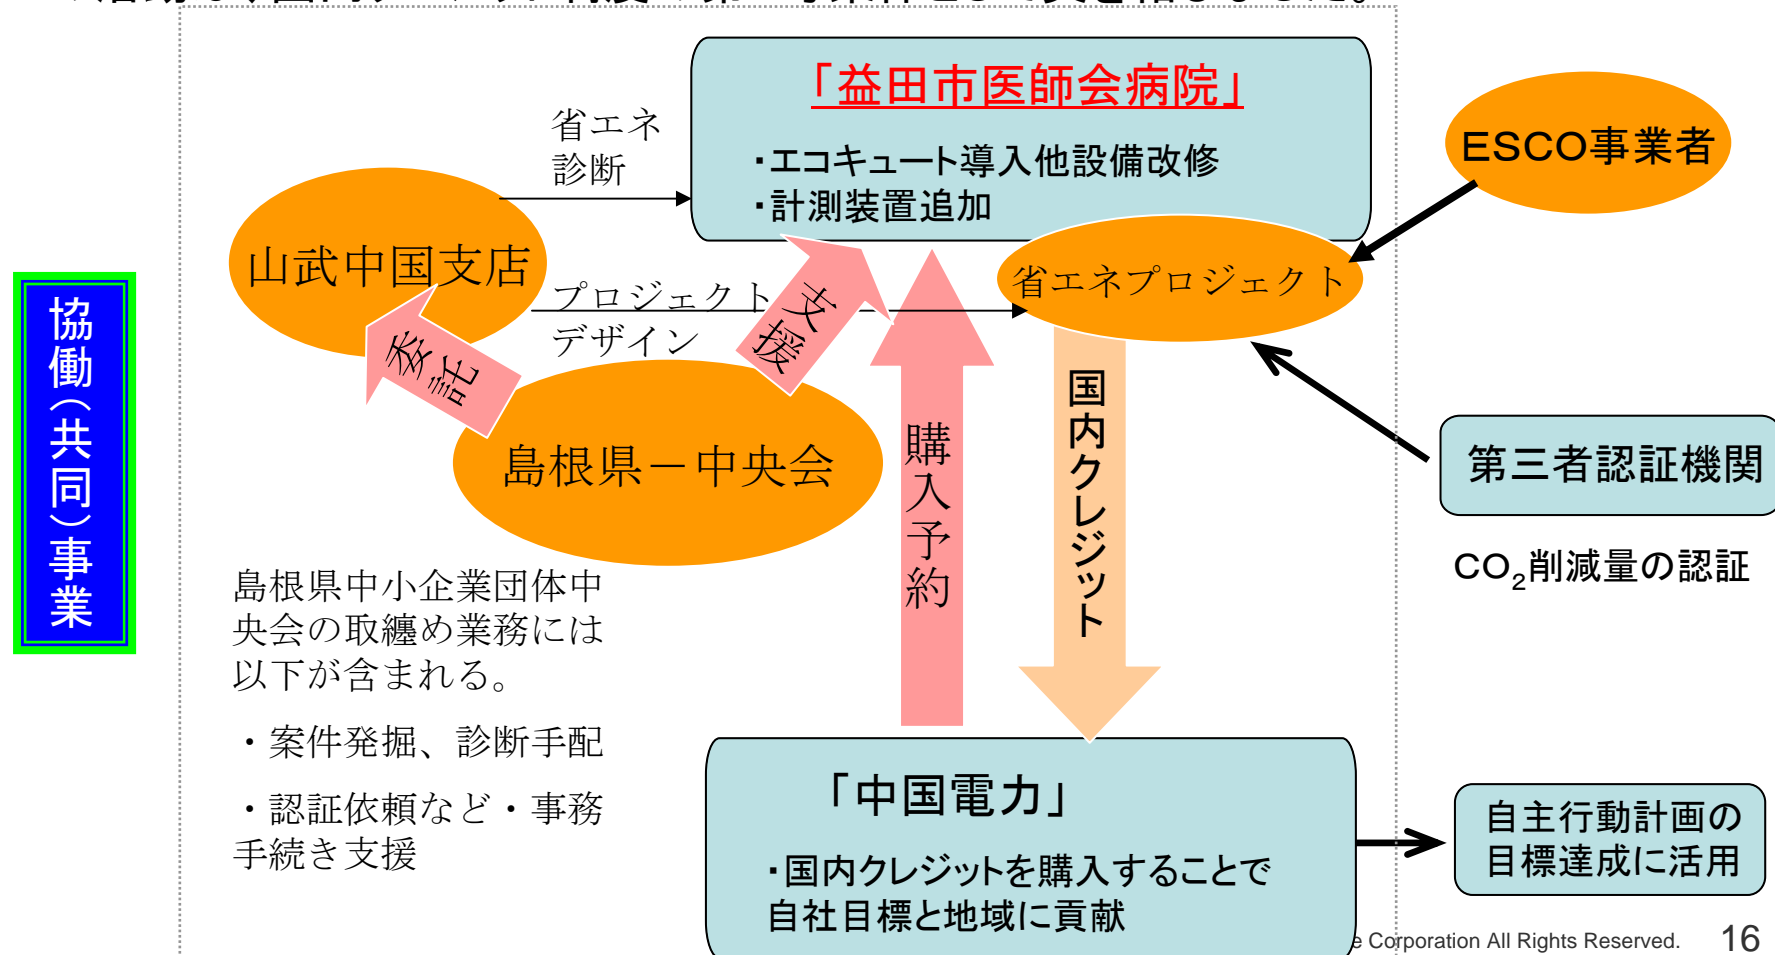 「益田市医師会病院」
・エコキュート導入他設備改修
・計測装置追加
ESCO事業者
省エネ
診断
山武中国支店
プロジェクト
デザイン
支援
省エネプロジェクト
委託
島根県－中央会
協働(共同)事業
購入予約
国内クレジット
第三者認証機関
CO2削減量の認証
島根県中小企業団体中
央会の取纏め業務には
以下が含まれる。
・案件発掘、診断手配
・認証依頼など・事務
手続き支援
「中国電力」
・国内クレジットを購入することで
自社目標と地域に貢献
自主行動計画の
目標達成に活用
Corporation All Rights Reserved.
16